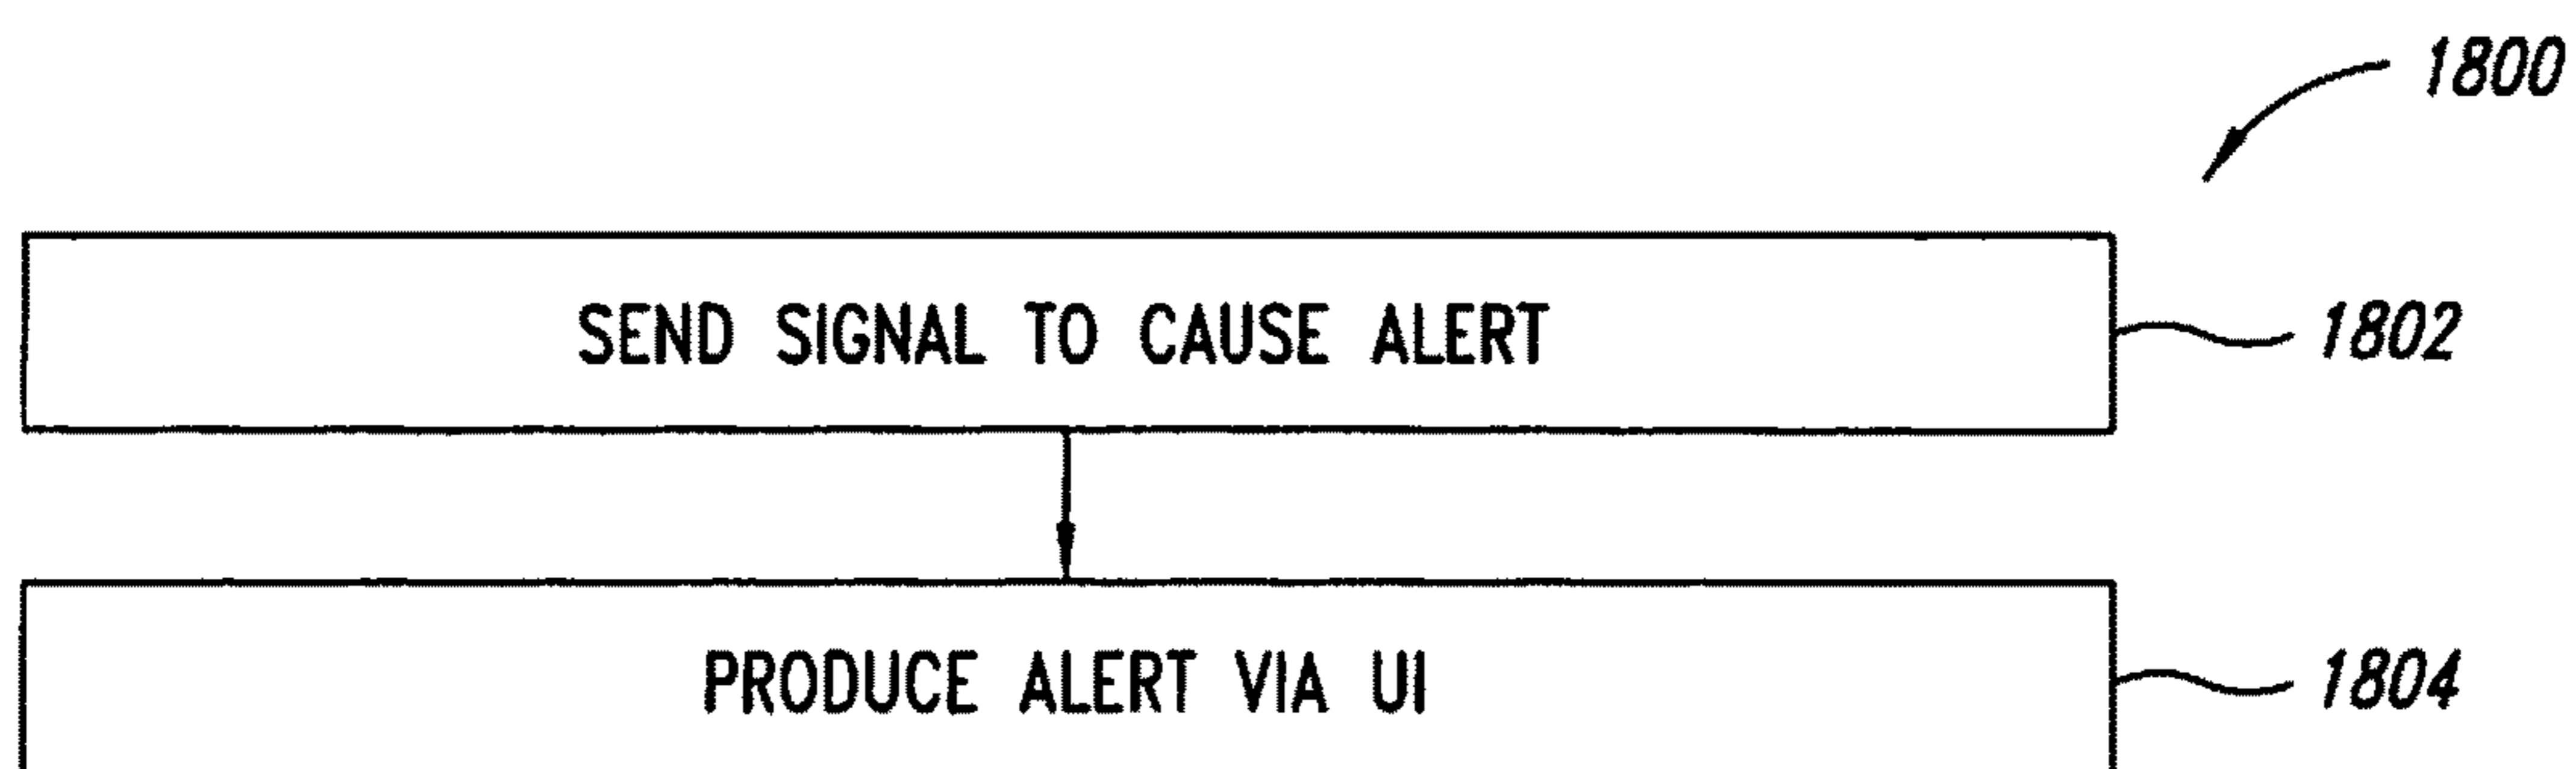 1800
SEND SIGNAL TO CAUSE ALERT
1802
PRODUCE ALERT VIA UI
1804